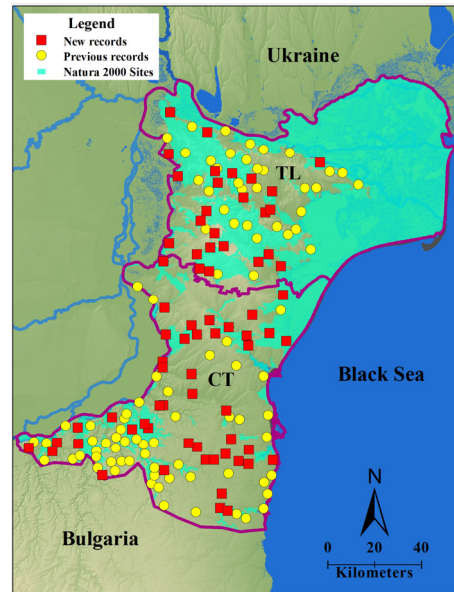 Legend
New records
Previous records
Natura 2000 Sites
Ukraine
TL
CT
Black Sea
Bulgaria
N
0 20 40
Kilometers